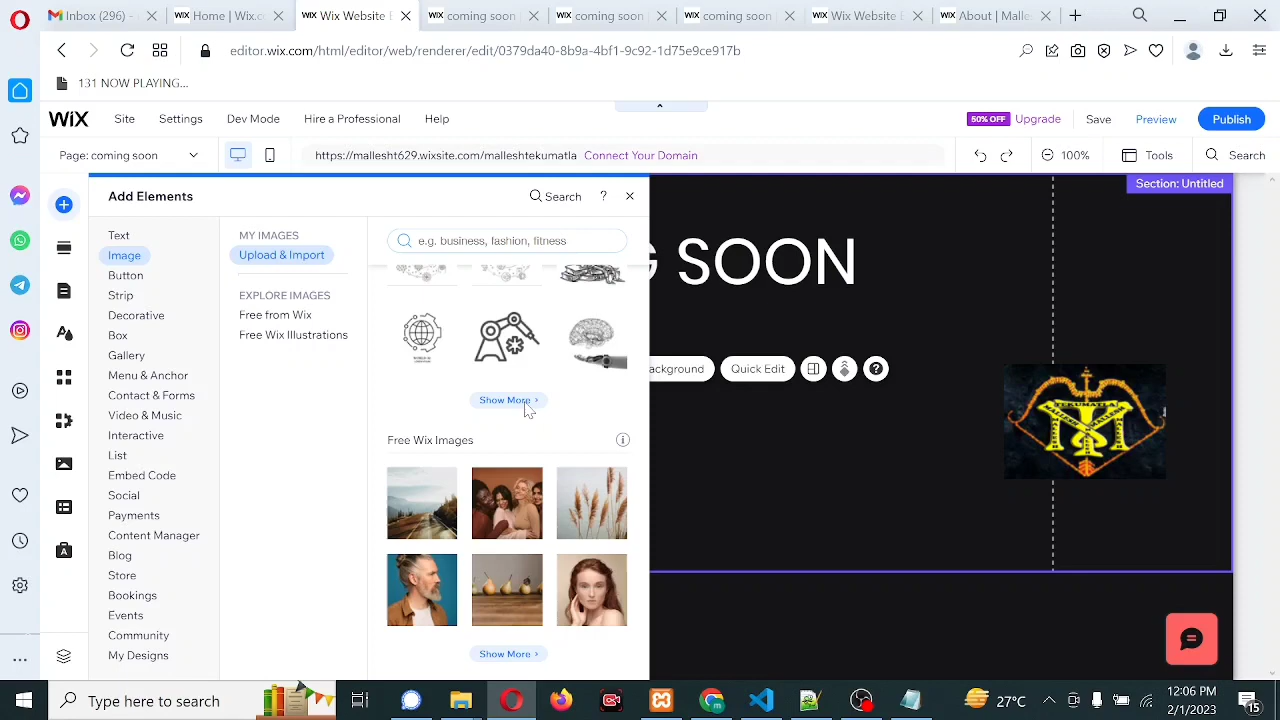 Inbox (296)
Home | Wix
Wix Website E
coming soon
coming soon
coming soon
Wix Website E
About | Malles
editor.wix.com/html/editor/web/renderer/edit/0379da40-8b9a-4bf1-9c92-1d75e9ce917b
131 NOW PLAYING...
WiX Site Settings Dev Mode Hire a Professional Help 50% OFF Upgrade Save Preview Publish
Page: coming soon https://mallesht629.wixsite.com/malleshtekumatla Connect Your Domain 100% Tools Search
Section: Untitled
Add Elements Search ?
Text
Image
Button
Strip
Decorative
Box
Gallery
Menu & Anchor
Contact & Forms
Video & Music
Interactive
List
Embed Code
Social
Payments
Content Manager
Blog
Store
Bookings
Events
Community
My Designs
MY IMAGES
Upload & Import
EXPLORE IMAGES
Free from Wix
Free Wix Illustrations
e.g. business, fashion, fitness
Show More >
Free Wix Images
Show More >
G SOON
ackground Quick Edit ?
TEKUMATLA
Type here to search
27°C
12:06 PM
2/1/2023
15